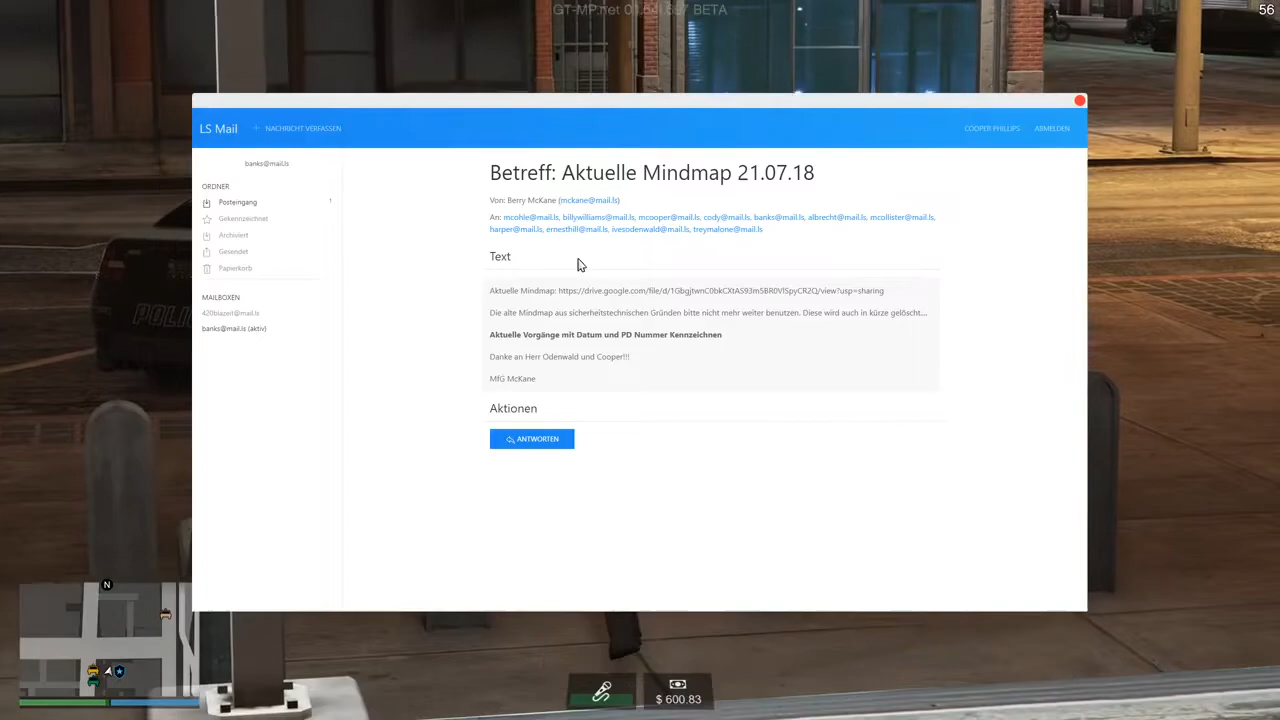 GT-MP.net 0.1.541.697 BETA
56
LS Mail
NACHRICHT VERFASSEN
COOPER PHILLIPS
ABMELDEN
banks@mail.ls
ORDNER
Posteingang
1
Gekennzeichnet
Archiviert
Gesendet
Papierkorb
MAILBOXEN
420blazeit@mail.ls
banks@mail.ls (aktiv)
Betreff: Aktuelle Mindmap 21.07.18
Von: Berry McKane (mckane@mail.ls)
An: mcohle@mail.ls, billywilliams@mail.ls, mcooper@mail.ls, cody@mail.ls, banks@mail.ls, albrecht@mail.ls, mcollister@mail.ls,
harper@mail.ls, ernesthill@mail.ls, ivesodenwald@mail.ls, treymalone@mail.ls
Text
Aktuelle Mindmap: https://drive.google.com/file/d/1GbgjtwnC0bkCXtAS93m5BR0VlSpyCR2Q/view?usp=sharing
Die alte Mindmap aus sicherheitstechnischen Gründen bitte nicht mehr weiter benutzen. Diese wird auch in kürze gelöscht....
Aktuelle Vorgänge mit Datum und PD Nummer Kennzeichnen
Danke an Herr Odenwald und Cooper!!!
MfG McKane
Aktionen
ANTWORTEN
N
$ 600.83